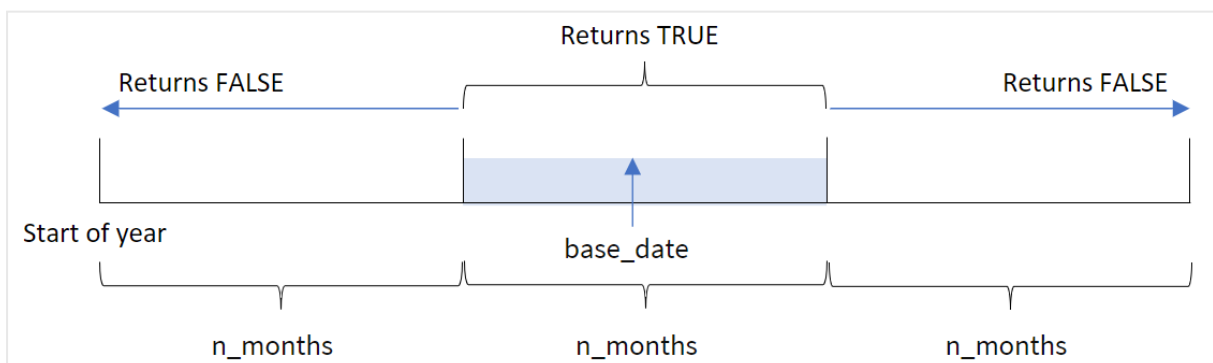 Returns TRUE
Returns FALSE
Returns FALSE
Start of year
base_date
n_months
n_months
n_months